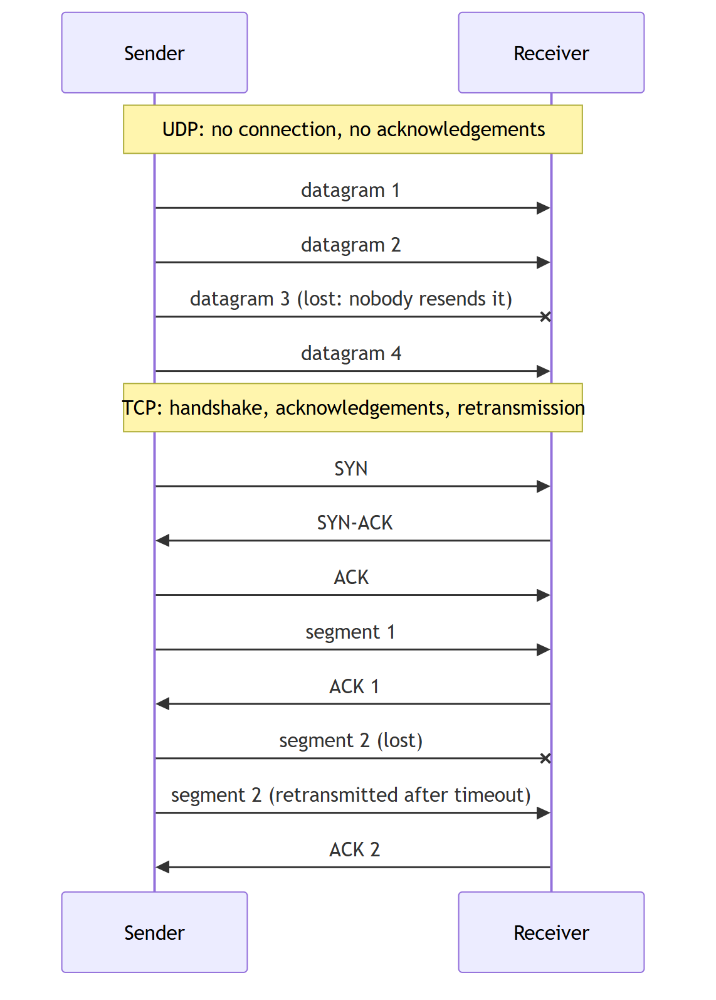 Sender
Receiver
UDP: no connection, no acknowledgements
datagram 1
datagram 2
datagram 3 (lost: nobody resends it)
datagram 4
TCP: handshake, acknowledgements, retransmission
SYN
SYN-ACK
ACK
segment 1
ACK 1
segment 2 (lost)
segment 2 (retransmitted after timeout)
ACK 2
Sender
Receiver